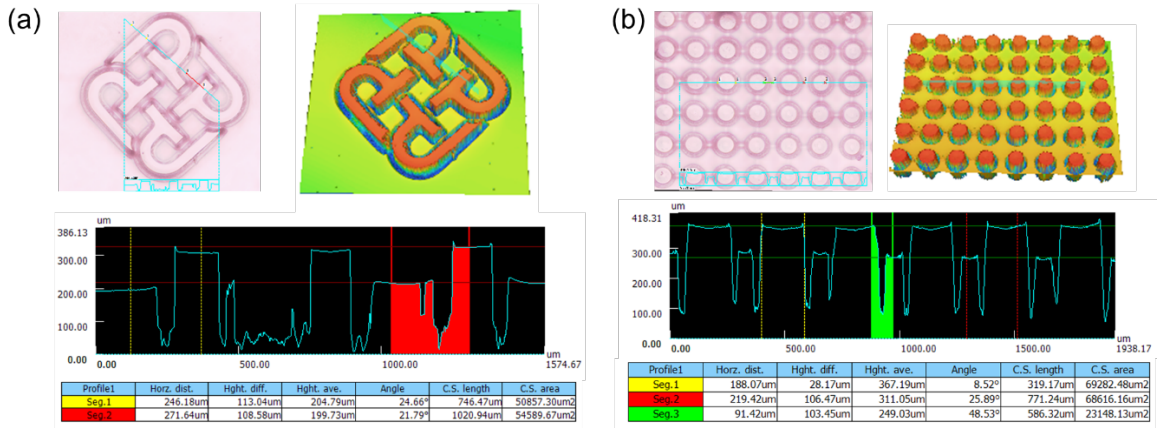 (a)
um
386.13
300.00
200.00
100.00
0.00
0.00 500.00 1000.00 um
1574.67
Profile1 Horz. dist. Hght. diff. Hght. ave. Angle C.S. length C.S. area
Seg.1 246.18um 113.04um 204.79um 24.66° 746.47um 50857.30um2
Seg.2 271.64um 108.58um 199.73um 21.79° 1020.94um 54589.67um2
(b)
um
418.31
300.00
200.00
100.00
0.00
0.00 500.00 1000.00 1500.00 um
1938.17
Profile1 Horz. dist. Hght. diff. Hght. ave. Angle C.S. length C.S. area
Seg.1 188.07um 28.17um 367.19um 8.52° 319.17um 69282.48um2
Seg.2 219.42um 106.47um 311.05um 25.89° 771.24um 68616.16um2
Seg.3 91.42um 103.45um 249.03um 48.53° 586.32um 23148.13um2